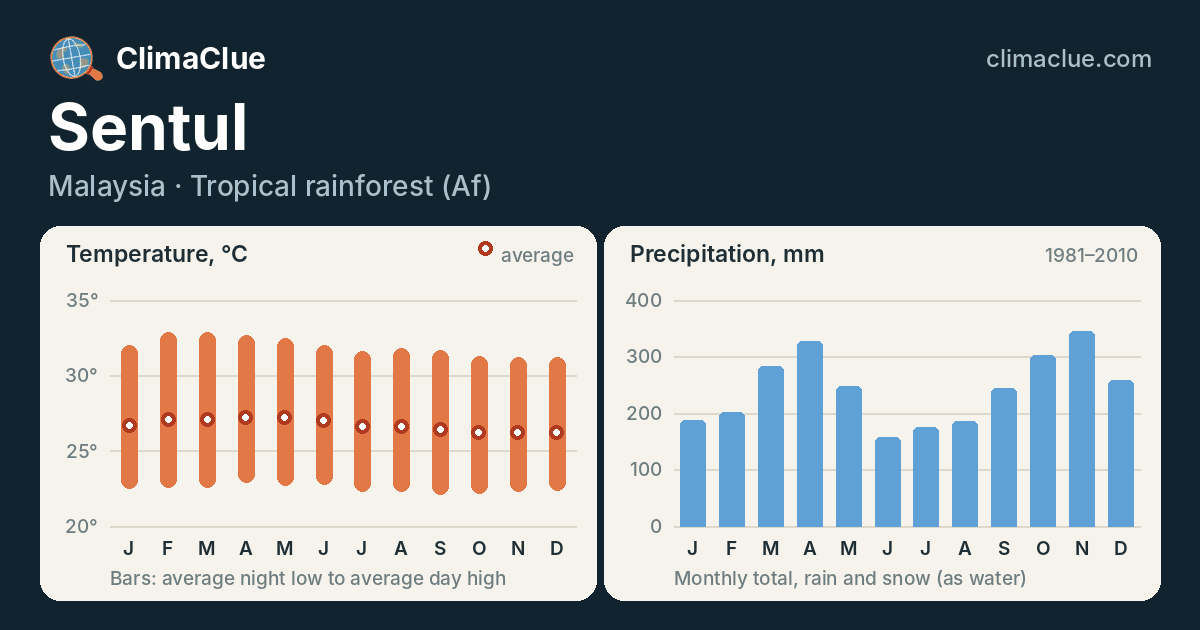 ClimaClue
climaclue.com
Sentul
Malaysia · Tropical rainforest (Af)
Temperature, °C
average
35°
30°
25°
20°
J F M A M J J A S O N D
Bars: average night low to average day high
Precipitation, mm
1981–2010
400
300
200
100
0
J F M A M J J A S O N D
Monthly total, rain and snow (as water)